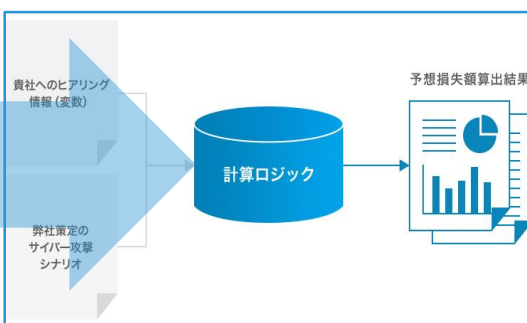 貴社へのヒアリング
情報（変数）
弊社策定の
サイバー攻撃
シナリオ
計算ロジック
予想損失額算出結果